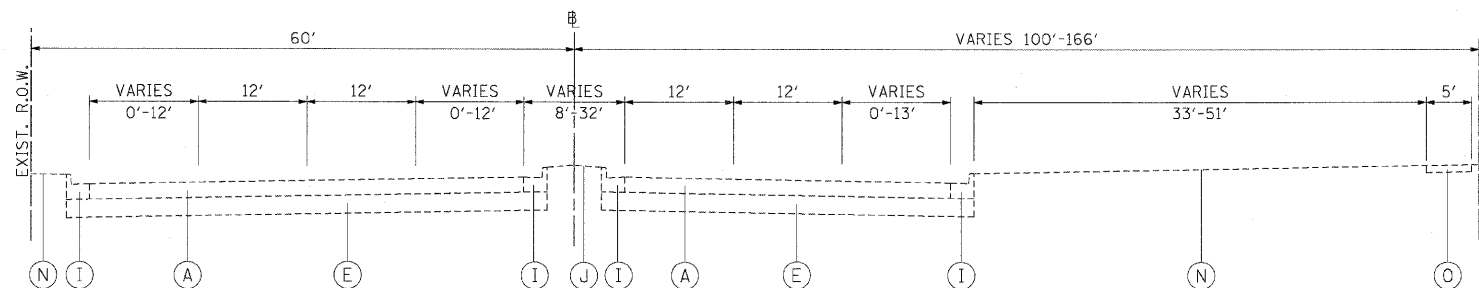 ℄
60'
VARIES 100'-166'
EXIST. R.O.W.
VARIES 12' 12' VARIES VARIES 12' 12' VARIES VARIES 5'
0'-12' 0'-12' 8'-32' 0'-13' 33'-51'
N I A E I J I A E I N O